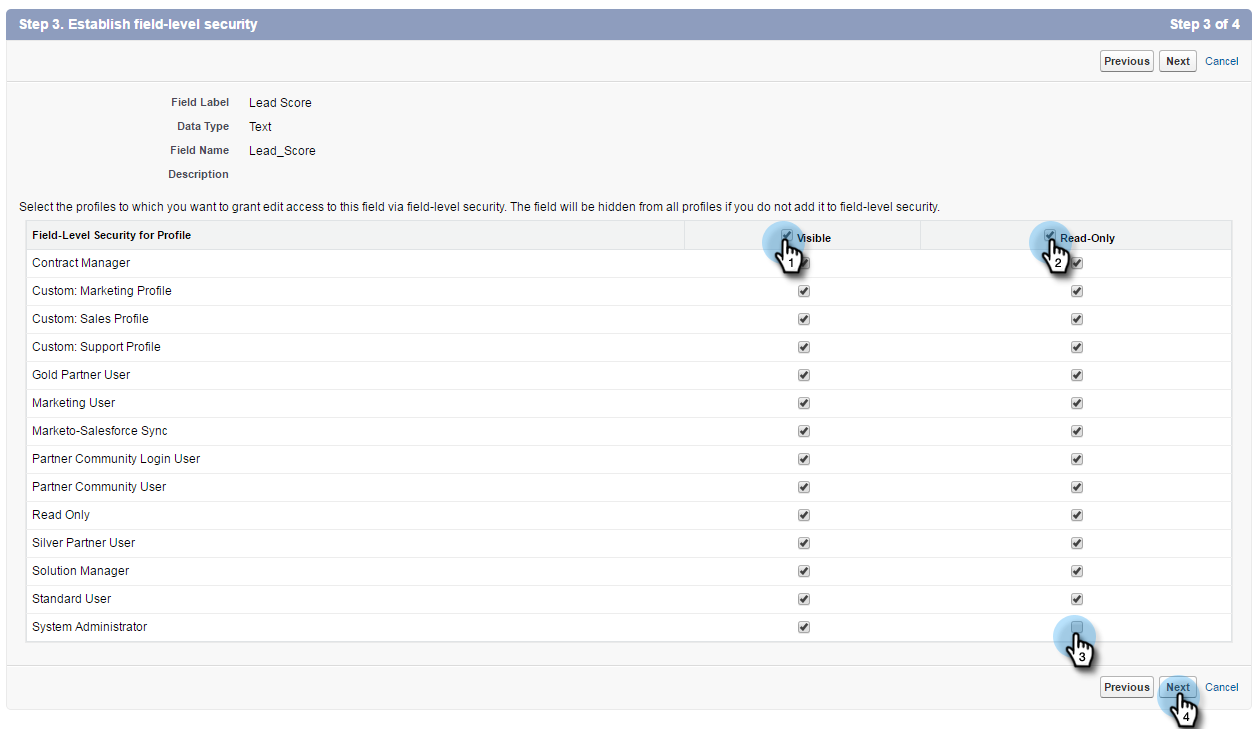 Step 3. Establish field-level security Step 3 of 4
Previous Next Cancel
Field Label Lead Score
Data Type Text
Field Name Lead_Score
Description
Select the profiles to which you want to grant edit access to this field via field-level security. The field will be hidden from all profiles if you do not add it to field-level security.
Field-Level Security for Profile Visible Read-Only
1 2
Contract Manager
Custom: Marketing Profile
Custom: Sales Profile
Custom: Support Profile
Gold Partner User
Marketing User
Marketo-Salesforce Sync
Partner Community Login User
Partner Community User
Read Only
Silver Partner User
Solution Manager
Standard User
System Administrator
3
Previous Next Cancel
4